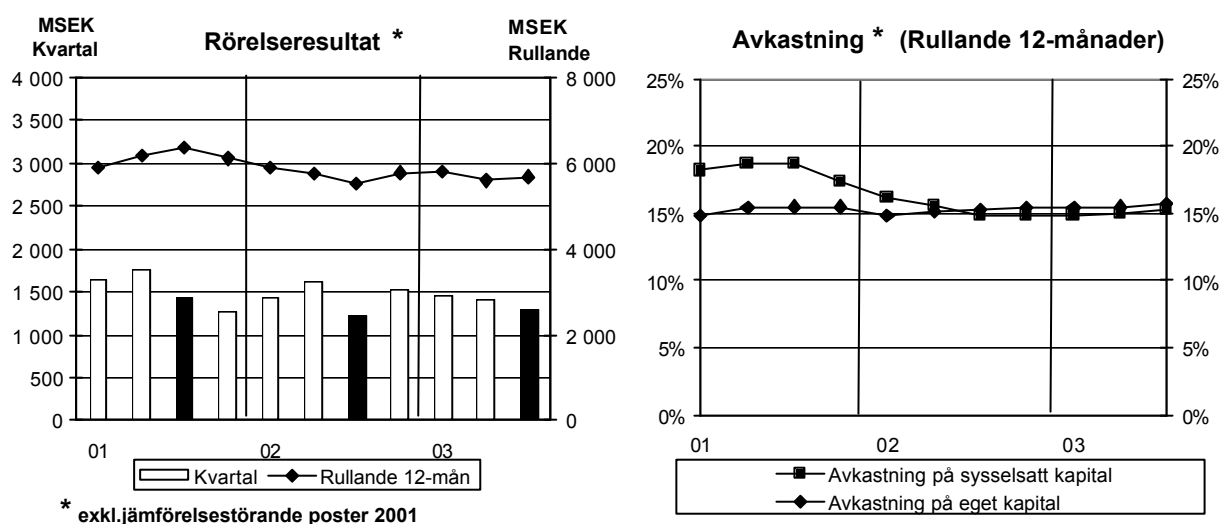 MSEK
Kvartal
Rörelseresultat *
MSEK
Rullande
4 000
3 500
3 000
2 500
2 000
1 500
1 000
500
0
8 000
6 000
4 000
2 000
0
01 02 03
Kvartal Rullande 12-mån
* exkl.jämförelsestörande poster 2001
Avkastning * (Rullande 12-månader)
25%
20%
15%
10%
5%
0%
25%
20%
15%
10%
5%
0%
01 02 03
Avkastning på sysselsatt kapital
Avkastning på eget kapital